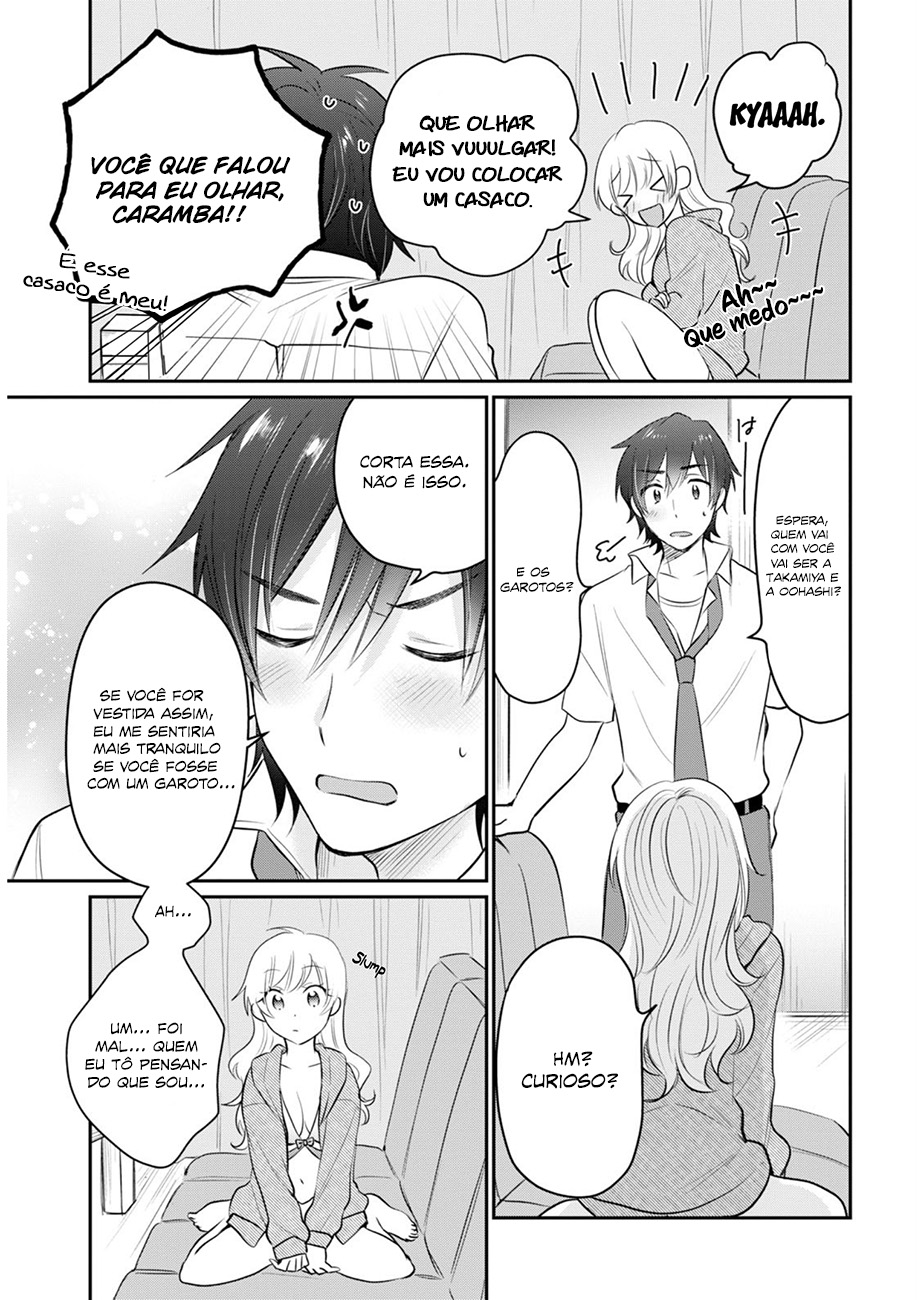 KYAAAH.
QUE OLHAR
MAIS VUUULGAR!
EU VOU COLOCAR
UM CASACO.
Ah~~
Que medo~~~
VOCÊ QUE FALOU
PARA EU OLHAR,
CARAMBA!!
E esse
casaco é meu!
は
ESPERA,
QUEM VAI
COM VOCÊ
VAI SER A
TAKAMIYA E
A OOHASHI?
E OS
GAROTOS?
HM?
CURIOSO?
CORTA ESSA.
NÃO É ISSO.
SE VOCÊ FOR
VESTIDA ASSIM,
EU ME SENTIRIA
MAIS TRANQUILO
SE VOCÊ FOSSE
COM UM GAROTO...
AH...
Slump
UM... FOI
MAL... QUEM
EU TÔ PENSAN-
DO QUE SOU...